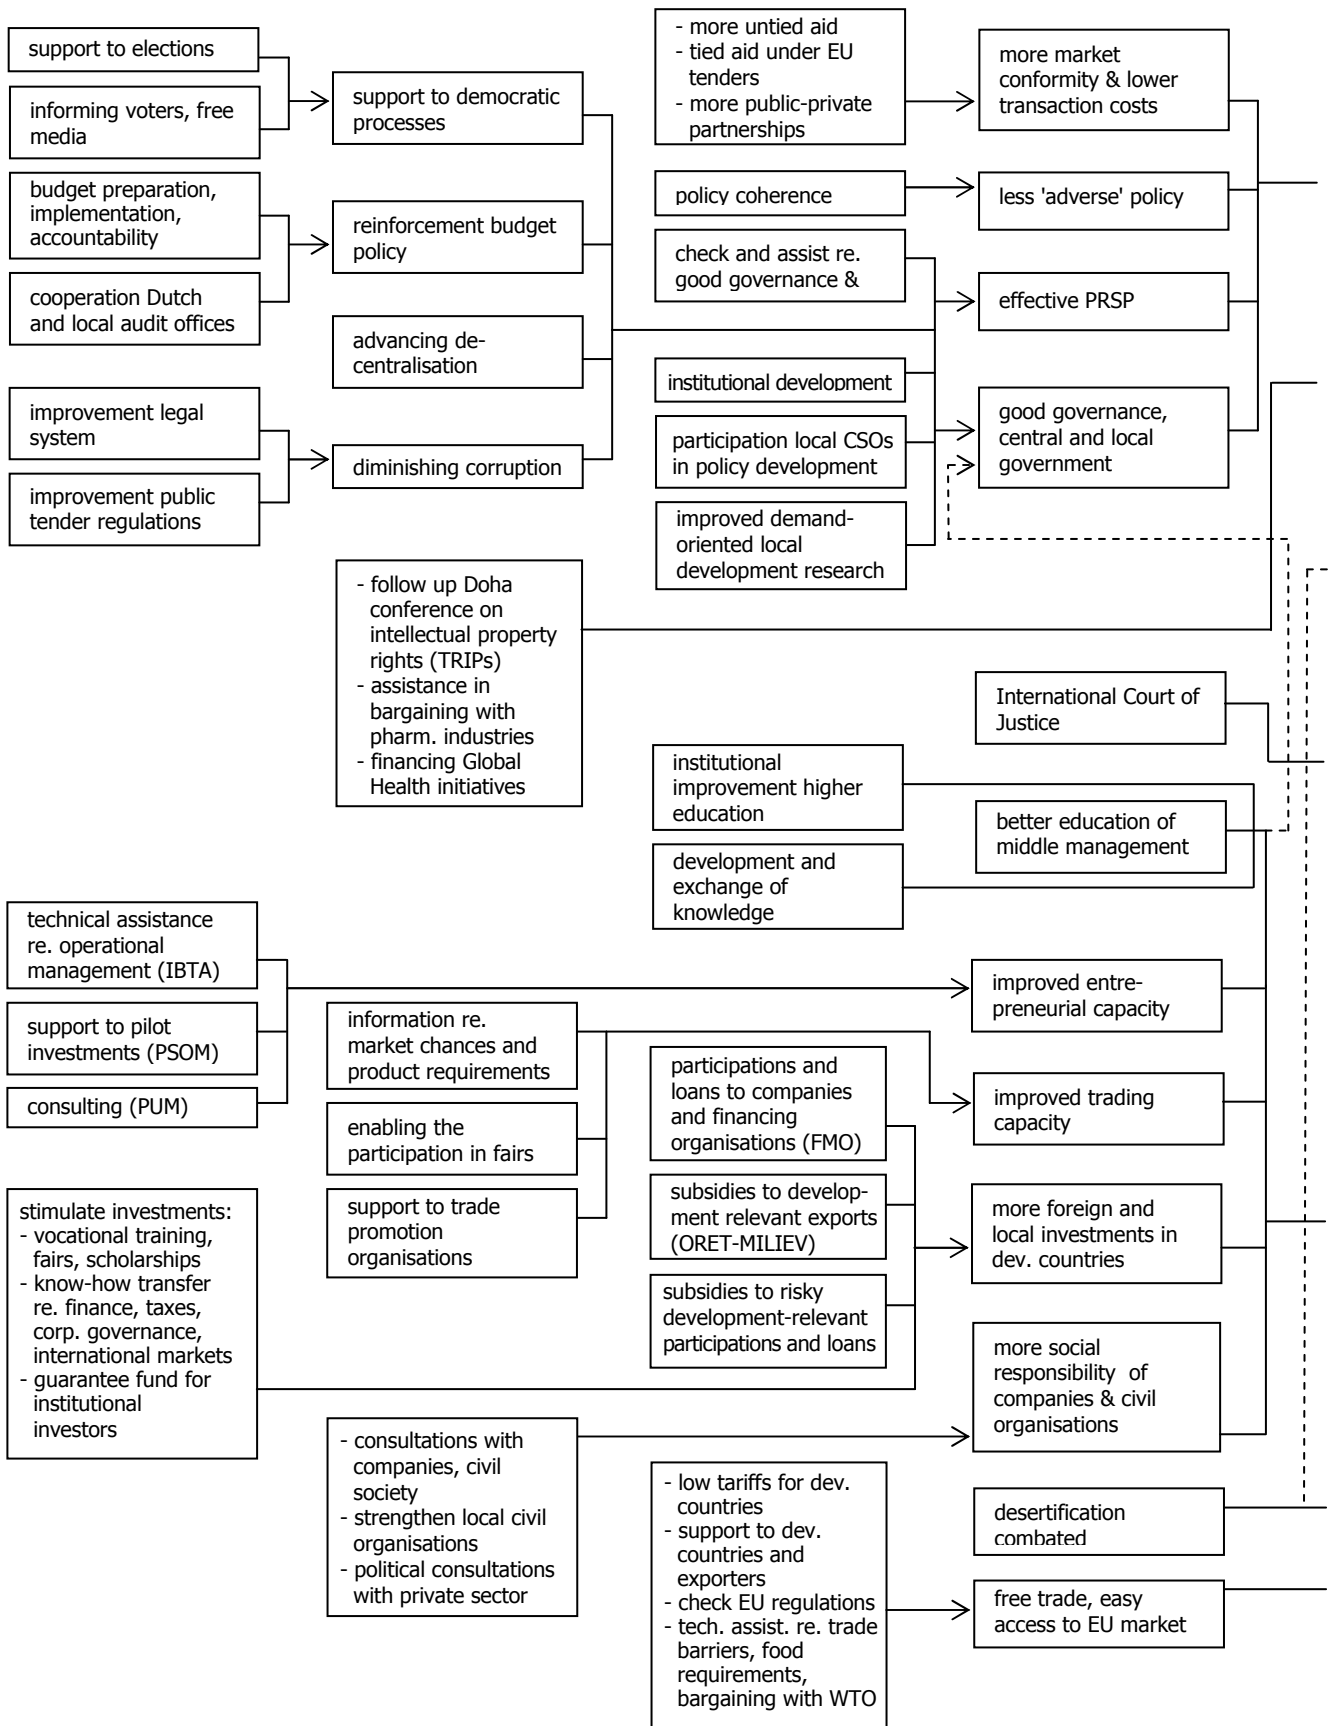 support to elections
informing voters, free
media
budget preparation,
implementation,
accountability
cooperation Dutch
and local audit offices
improvement legal
system
improvement public
tender regulations
support to democratic
processes
reinforcement budget
policy
advancing de-
centralisation
diminishing corruption
- more untied aid
- tied aid under EU
tenders
- more public-private
partnerships
policy coherence
check and assist re.
good governance &
institutional development
participation local CSOs
in policy development
improved demand-
oriented local
development research
more market
conformity & lower
transaction costs
less 'adverse' policy
effective PRSP
good governance,
central and local
government
- follow up Doha
conference on
intellectual property
rights (TRIPs)
- assistance in
bargaining with
pharm. industries
- financing Global
Health initiatives
International Court of
Justice
institutional
improvement higher
education
better education of
middle management
development and
exchange of
knowledge
technical assistance
re. operational
management (IBTA)
support to pilot
investments (PSOM)
consulting (PUM)
improved entre-
preneurial capacity
information re.
market chances and
product requirements
enabling the
participation in fairs
support to trade
promotion
organisations
improved trading
capacity
participations and
loans to companies
and financing
organisations (FMO)
subsidies to develop-
ment relevant exports
(ORET-MILIEV)
subsidies to risky
development-relevant
participations and loans
stimulate investments:
- vocational training,
fairs, scholarships
- know-how transfer
re. finance, taxes,
corp. governance,
international markets
- guarantee fund for
institutional
investors
more foreign and
local investments in
dev. countries
more social
responsibility of
companies & civil
organisations
- consultations with
companies, civil
society
- strengthen local civil
organisations
- political consultations
with private sector
- low tariffs for dev.
countries
- support to dev.
countries and
exporters
- check EU regulations
- tech. assist. re. trade
barriers, food
requirements,
bargaining with WTO
desertification
combated
free trade, easy
access to EU market